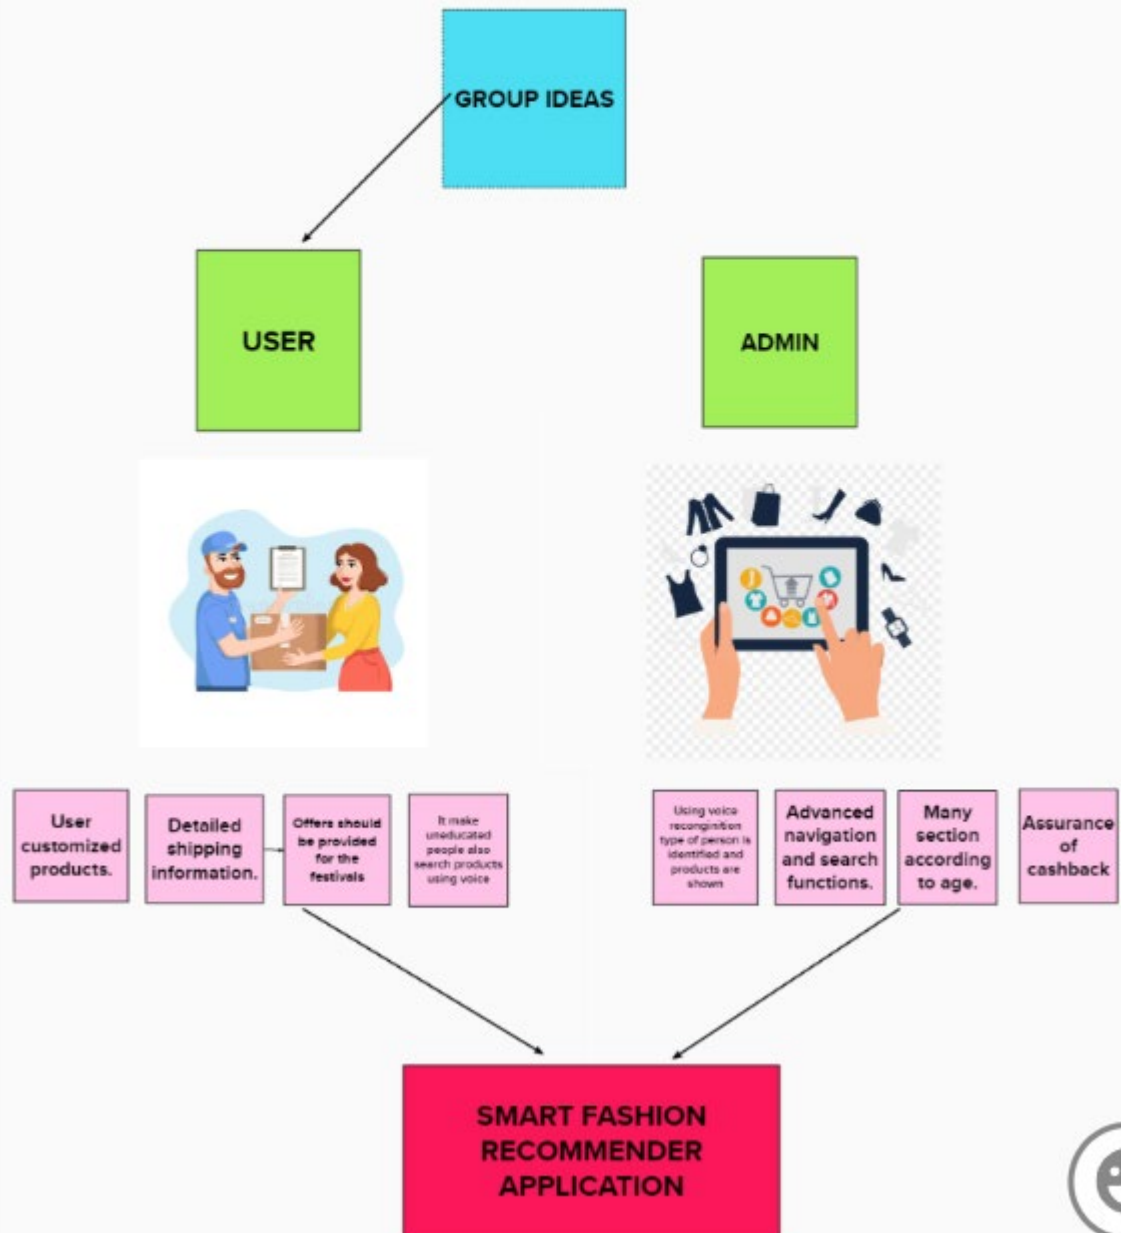 GROUP IDEAS
USER
ADMIN
User
customized
products.
Detailed
shipping
information.
Offers should
be provided
for the
festivals
It make
uneducated
people also
search products
using voice
Using voice
reconginition
type of person is
identified and
products are
shown
Advanced
navigation
and search
functions.
Many
section
according
to age.
Assurance
of
cashback
SMART FASHION
RECOMMENDER
APPLICATION